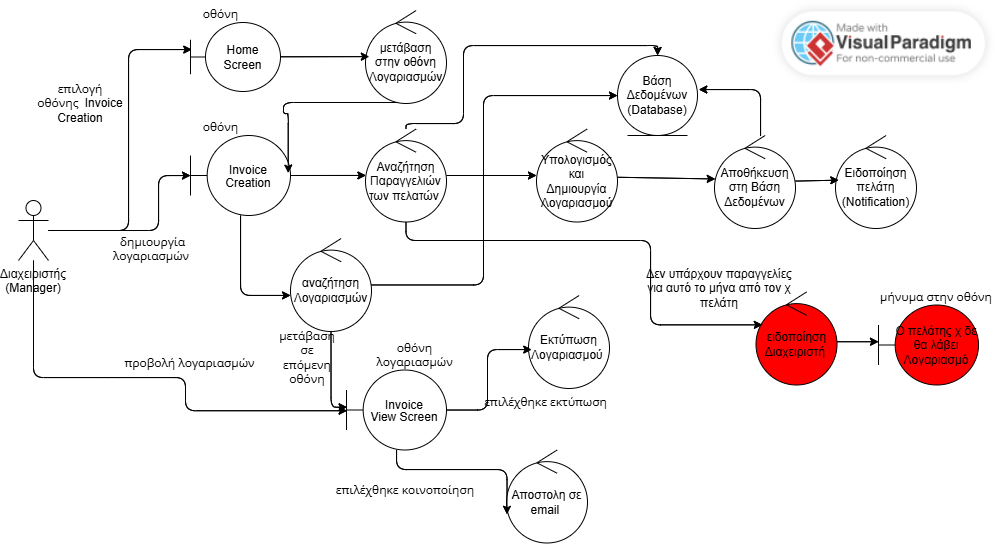 οθόνη
Home
Screen
μετάβαση
στην οθόνη
Λογαριασμών
Βάση
Δεδομένων
(Database)
Made with
VisualParadigm
For non-commercial use
επιλογή
οθόνης Invoice
Creation
οθόνη
Invoice
Creation
Αναζήτηση
Παραγγελιών
των πελατών
Υπολογισμός
και
Δημιουργία
Λογαριασμού
Αποθήκευση
στη Βάση
Δεδομένων
Ειδοποίηση
πελάτη
(Notification)
δημιουργία
λογαριασμών
Διαχειριστής
(Manager)
αναζήτηση
Λογαριασμών
Δεν υπάρχουν παραγγελίες
για αυτό το μήνα από τον χ
πελάτη
μήνυμα στην οθόνη
ειδοποίηση
Διαχειριστή
Ο πελάτης χ δε
θα λάβει
Λογαριασμό
μετάβαση
σε
επόμενη
οθόνη
προβολή λογαριασμών
οθόνη
λογαριασμών
Invoice
View Screen
Εκτύπωση
Λογαριασμού
επιλέχθηκε εκτύπωση
επιλέχθηκε κοινοποίηση
Αποστολη σε
email